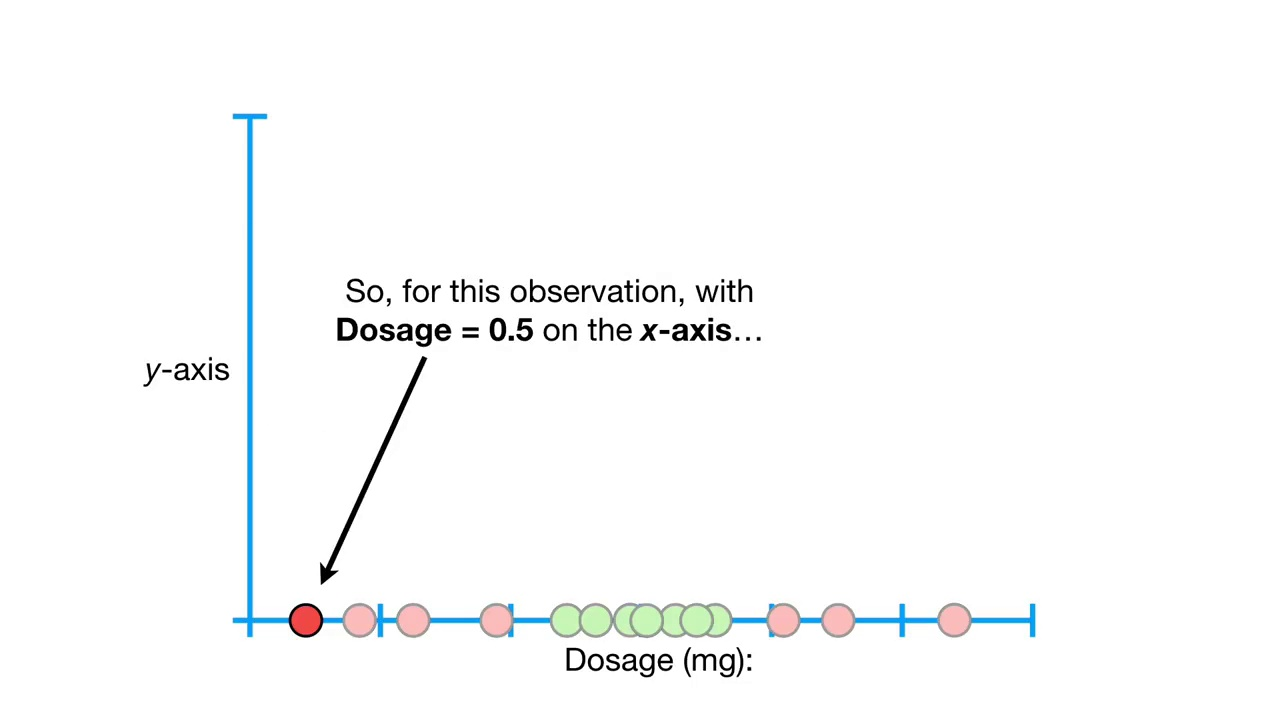 So, for this observation, with
Dosage = 0.5 on the x-axis…
y-axis
Dosage (mg):